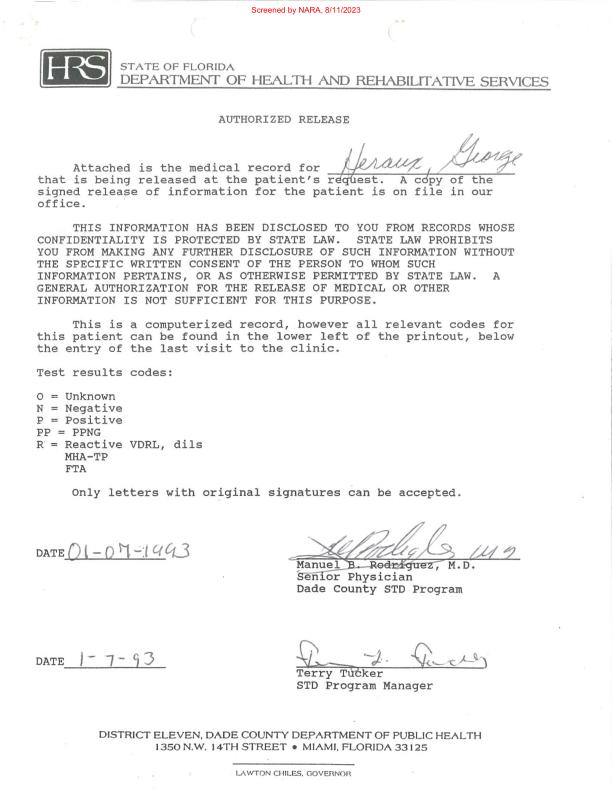 Screened by NARA, 8/11/2023
HRS
STATE OF FLORIDA
DEPARTMENT OF HEALTH AND REHABILITATIVE SERVICES
AUTHORIZED RELEASE
Attached is the medical record for Heraux, George
that is being released at the patient's request. A copy of the
signed release of information for the patient is on file in our
office.
THIS INFORMATION HAS BEEN DISCLOSED TO YOU FROM RECORDS WHOSE
CONFIDENTIALITY IS PROTECTED BY STATE LAW. STATE LAW PROHIBITS
YOU FROM MAKING ANY FURTHER DISCLOSURE OF SUCH INFORMATION WITHOUT
THE SPECIFIC WRITTEN CONSENT OF THE PERSON TO WHOM SUCH
INFORMATION PERTAINS, OR AS OTHERWISE PERMITTED BY STATE LAW. A
GENERAL AUTHORIZATION FOR THE RELEASE OF MEDICAL OR OTHER
INFORMATION IS NOT SUFFICIENT FOR THIS PURPOSE.
This is a computerized record, however all relevant codes for
this patient can be found in the lower left of the printout, below
the entry of the last visit to the clinic.
Test results codes:
O = Unknown
N = Negative
P = Positive
PP = PPNG
R = Reactive VDRL, dils
MHA-TP
FTA
Only letters with original signatures can be accepted.
DATE 01-07-1993
Manuel B. Rodriguez, M.D.
Senior Physician
Dade County STD Program
DATE 1-7-93
Terry Tucker
STD Program Manager
DISTRICT ELEVEN, DADE COUNTY DEPARTMENT OF PUBLIC HEALTH
1350 N.W. 14TH STREET • MIAMI, FLORIDA 33125
LAWTON CHILES, GOVERNOR